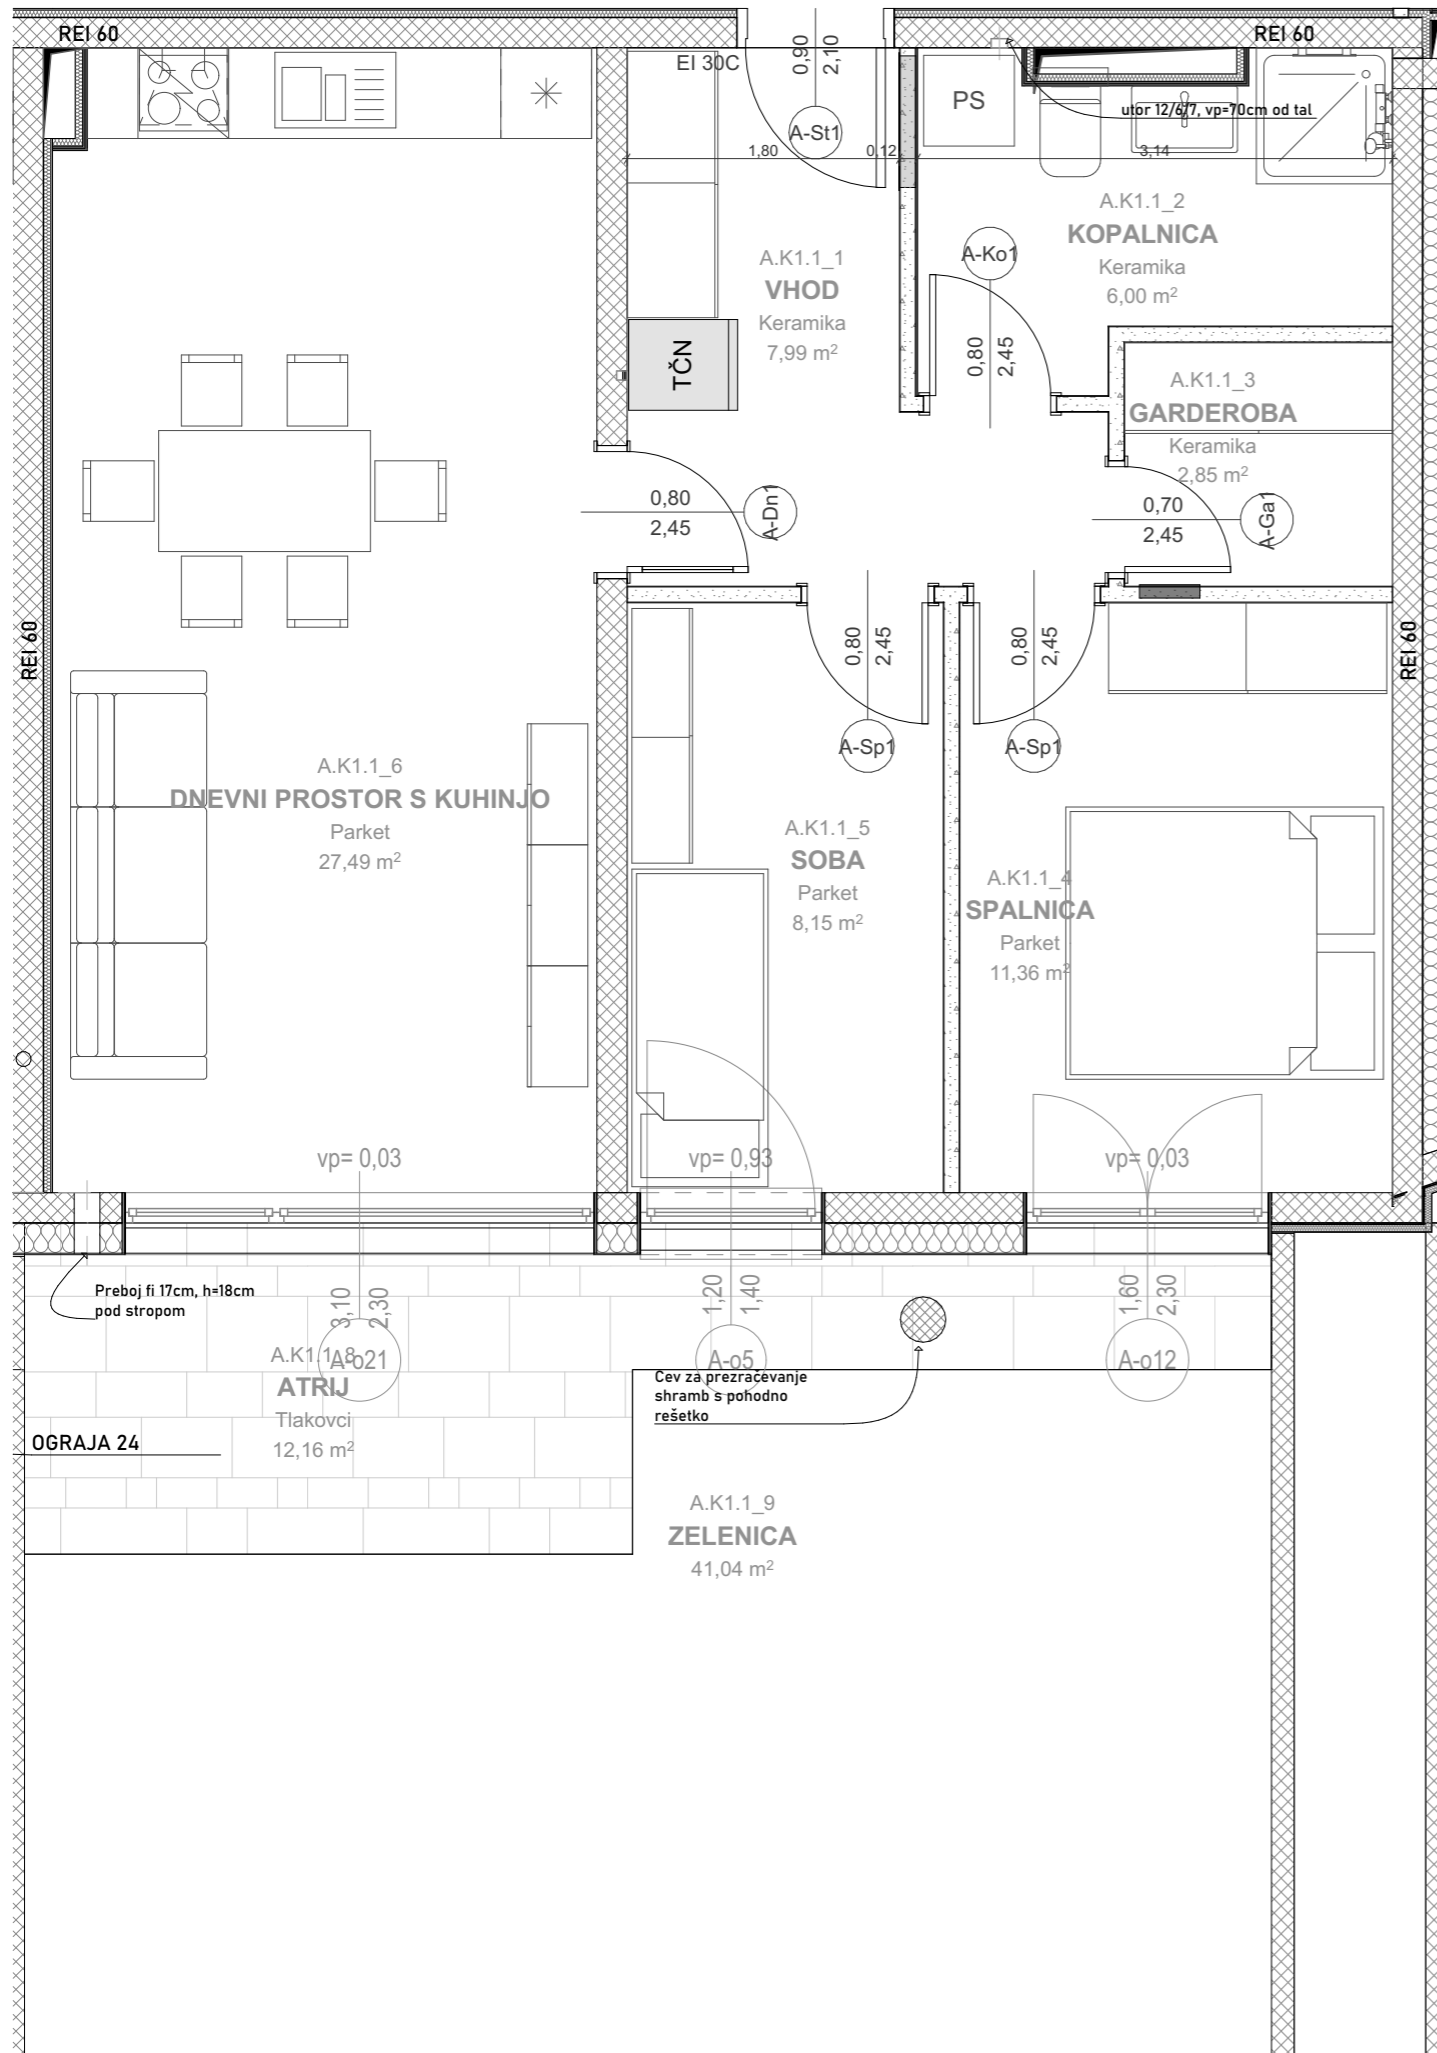 REI 60
REI 60
EI 30C
0,90
2,10
A-St1
PS
utor 12/6/7, vp=70cm od tal
1,80
0,12
3,14
A.K1.1_2
KOPALNICA
Keramika
6,00 m²
A-Ko1
0,80
2,45
A.K1.1_1
VHOD
Keramika
7,99 m²
TČN
A.K1.1_3
GARDEROBA
Keramika
2,85 m²
0,80
2,45
A-Dn1
0,70
2,45
A-Ga1
REI 60
0,80
2,45
A-Sp1
0,80
2,45
A-Sp1
REI 60
A.K1.1_6
DNEVNI PROSTOR S KUHINJO
Parket
27,49 m²
A.K1.1_5
SOBA
Parket
8,15 m²
A.K1.1_4
SPALNICA
Parket
11,36 m²
vp= 0,03
vp= 0,93
vp= 0,03
Preboj fi 17cm, h=18cm
pod stropom
3,10
2,30
A-o21
1,20
1,40
A-o5
1,60
2,30
A-o12
A.K1.1_8
ATRIJ
Tlakovci
12,16 m²
Cev za prezračevanje
shramb s pohodno
rešetko
OGRAJA 24
A.K1.1_9
ZELENICA
41,04 m²